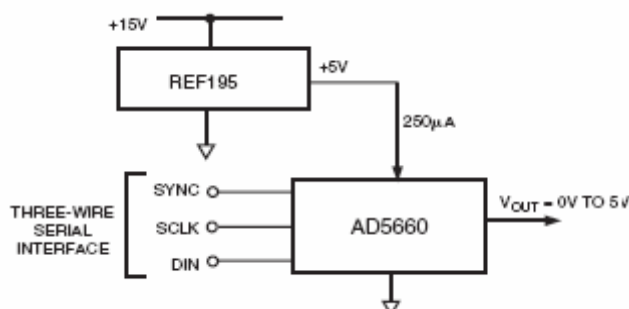 +15V
REF195
+5V
250μA
THREE-WIRE
SERIAL
INTERFACE
SYNC
SCLK
DIN
AD5660
VOUT = 0V TO 5V